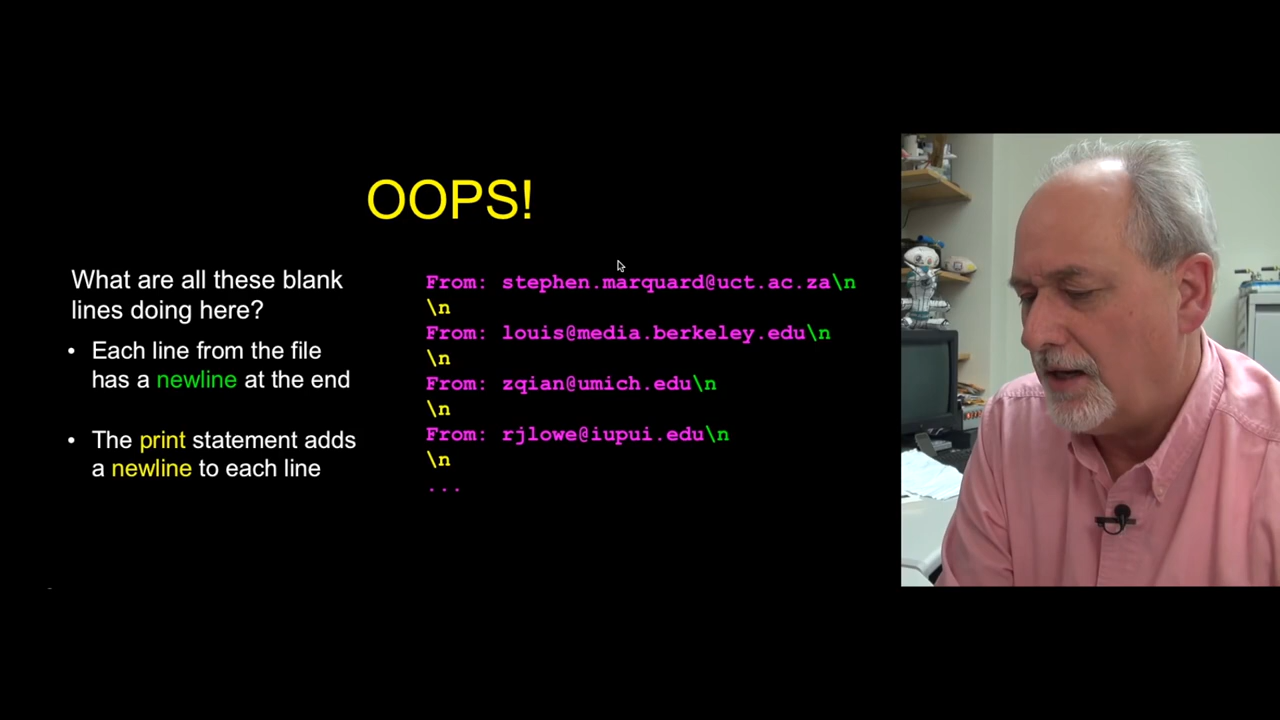 OOPS!
What are all these blank
lines doing here?
• Each line from the file
has a newline at the end
• The print statement adds
a newline to each line
From: stephen.marquard@uct.ac.za\n
\n
From: louis@media.berkeley.edu\n
\n
From: zqian@umich.edu\n
\n
From: rjlowe@iupui.edu\n
\n
...